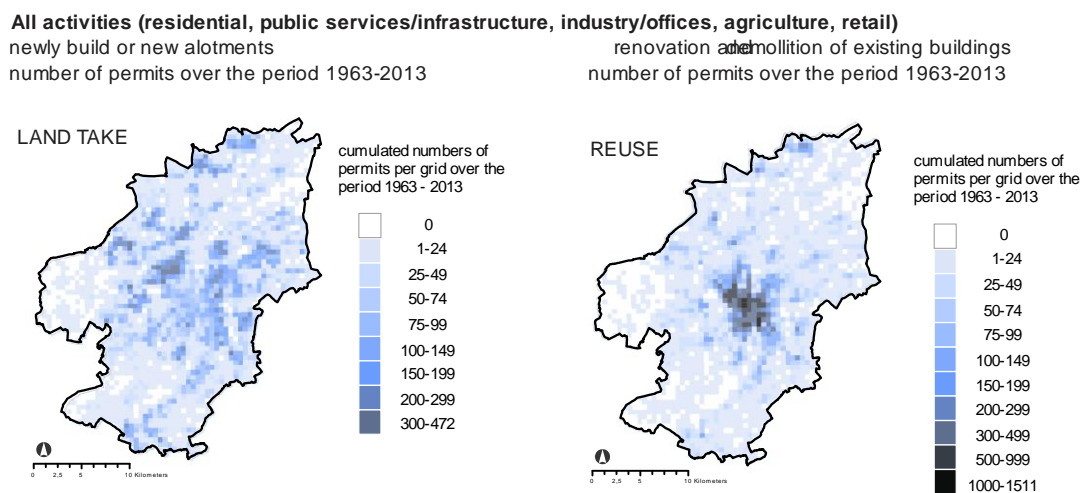 All activities (residential, public services/infrastructure, industry/offices, agriculture, retail)
newly build or new alotments
number of permits over the period 1963-2013
renovation and demollition of existing buildings
number of permits over the period 1963-2013
LAND TAKE
cumulated numbers of
permits per grid over the
period 1963 - 2013
0
1-24
25-49
50-74
75-99
100-149
150-199
200-299
300-472
0 2,5 5 10 Kilometers
REUSE
cumulated numbers of
permits per grid over the
period 1963 - 2013
0
1-24
25-49
50-74
75-99
100-149
150-199
200-299
300-499
500-999
1000-1511
0 2,5 5 10 Kilometers